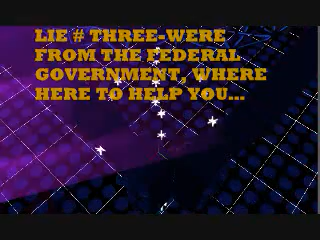 LIE # THREE-WERE
FROM THE FEDERAL
GOVERNMENT, WHERE
HERE TO HELP YOU...